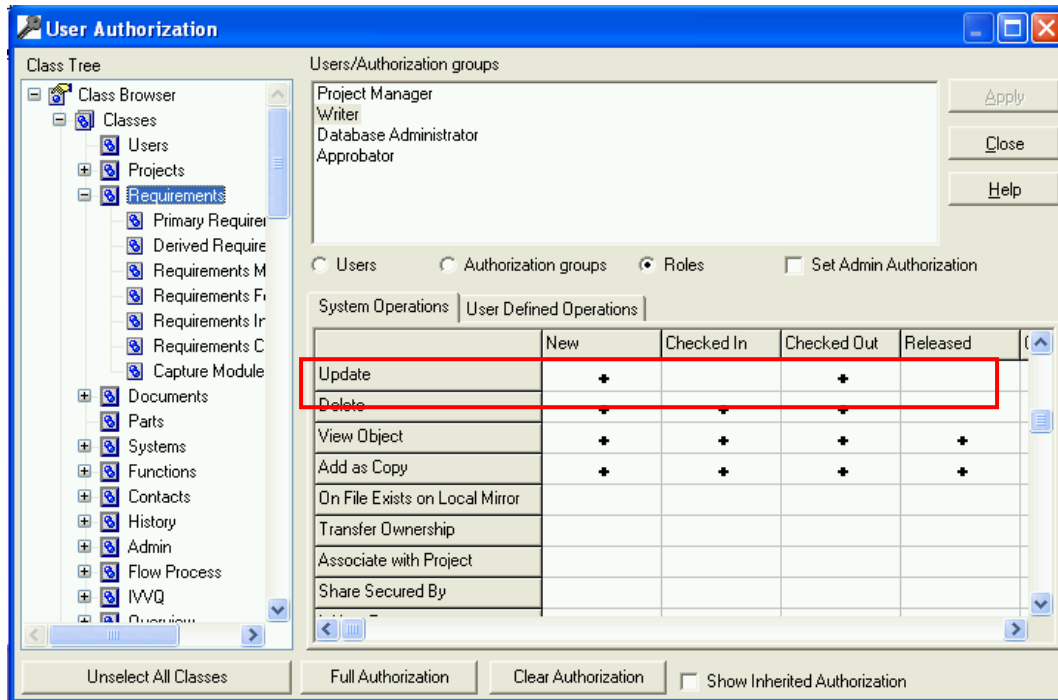 User Authorization
Class Tree
Class Browser
Classes
Users
Projects
Requirements
Primary
Derived
Requirements M
Requirements
Requirements
Requirements C
Capture Module
Documents
Parts
Systems
Functions
Contacts
History
Admin
Flow Process
IVVQ
Unselect All Classes
Users/Authorization groups
Project Manager
Writer
Database Administrator
Approbator
Apply
Close
Help
Users Authorization groups Roles Set Admin Authorization
System Operations User Defined Operations
New Checked In Checked Out Released
Update
Delete
View Object
Add as Copy
On File Exists on Local Mirror
Transfer Ownership
Associate with Project
Share Secured By
Full Authorization Clear Authorization Show Inherited Authorization